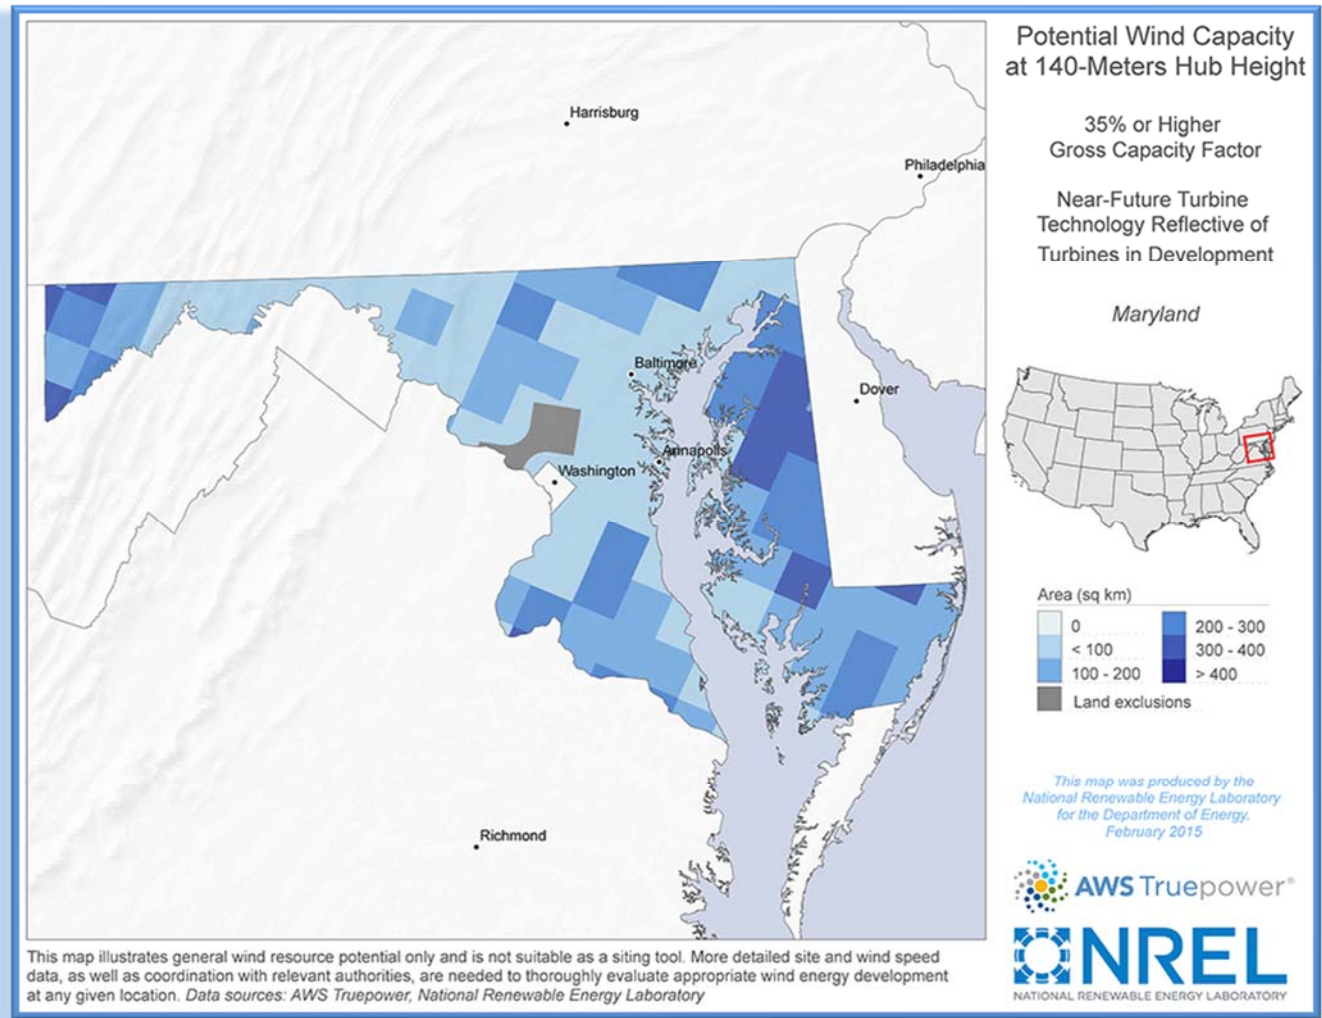 Potential Wind Capacity
at 140-Meters Hub Height
35% or Higher
Gross Capacity Factor
Near-Future Turbine
Technology Reflective of
Turbines in Development
Maryland
Harrisburg
Philadelphia
Baltimore
Dover
Annapolis
Washington
Richmond
Area (sq km)
0
< 100
100 - 200
200 - 300
300 - 400
> 400
Land exclusions
This map was produced by the
National Renewable Energy Laboratory
for the Department of Energy.
February 2015
AWS Truepower®
NREL
NATIONAL RENEWABLE ENERGY LABORATORY
This map illustrates general wind resource potential only and is not suitable as a siting tool. More detailed site and wind speed
data, as well as coordination with relevant authorities, are needed to thoroughly evaluate appropriate wind energy development
at any given location. Data sources: AWS Truepower, National Renewable Energy Laboratory